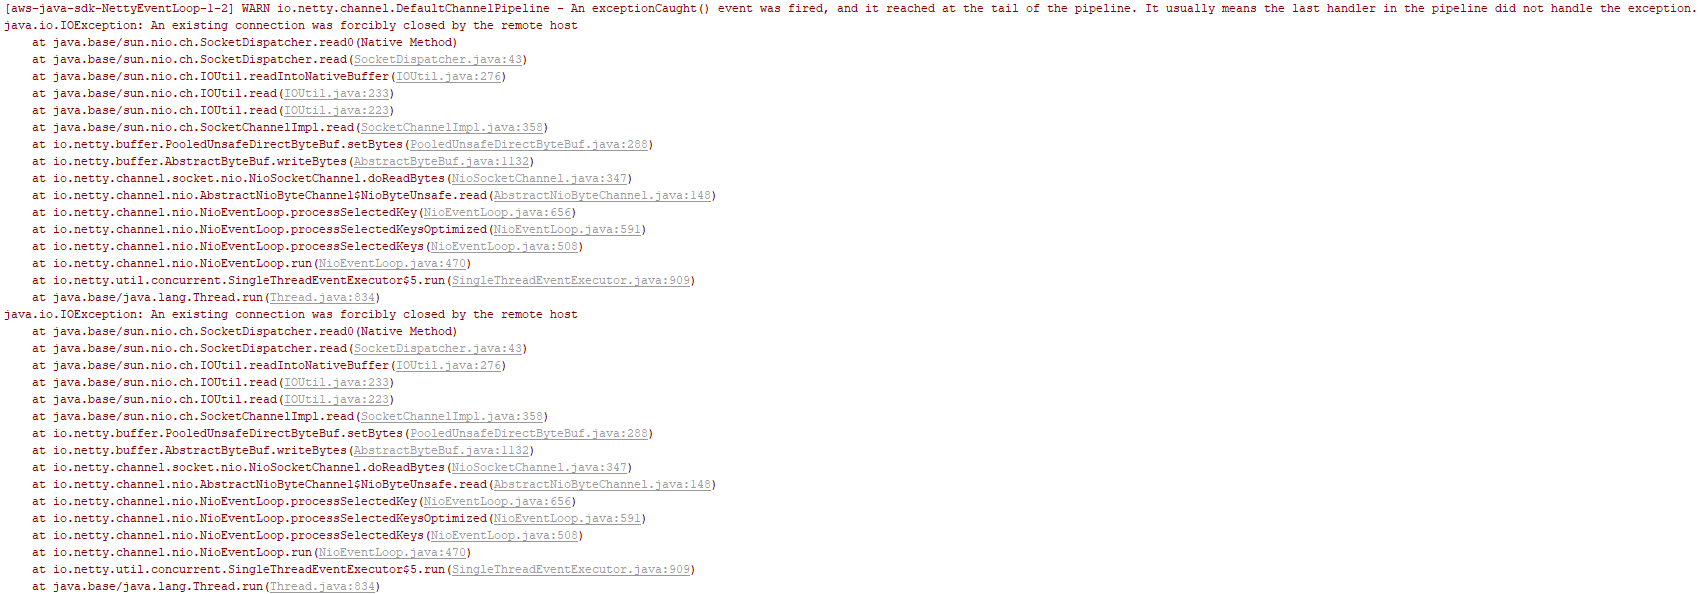 [aws-java-sdk-NettyEventLoop-1-2] WARN io.netty.channel.DefaultChannelPipeline - An exceptionCaught() event was fired, and it reached at the tail of the pipeline. It usually means the last handler in the pipeline did not handle the exception.
java.io.IOException: An existing connection was forcibly closed by the remote host
at java.base/sun.nio.ch.SocketDispatcher.read0(Native Method)
at java.base/sun.nio.ch.SocketDispatcher.read(SocketDispatcher.java:43)
at java.base/sun.nio.ch.IOUtil.readIntoNativeBuffer(IOUtil.java:276)
at java.base/sun.nio.ch.IOUtil.read(IOUtil.java:233)
at java.base/sun.nio.ch.IOUtil.read(IOUtil.java:223)
at java.base/sun.nio.ch.SocketChannelImpl.read(SocketChannelImpl.java:358)
at io.netty.buffer.PooledUnsafeDirectByteBuf.setBytes(PooledUnsafeDirectByteBuf.java:288)
at io.netty.buffer.AbstractByteBuf.writeBytes(AbstractByteBuf.java:1132)
at io.netty.channel.socket.nio.NioSocketChannel.doReadBytes(NioSocketChannel.java:347)
at io.netty.channel.nio.AbstractNioByteChannel$NioByteUnsafe.read(AbstractNioByteChannel.java:148)
at io.netty.channel.nio.NioEventLoop.processSelectedKey(NioEventLoop.java:656)
at io.netty.channel.nio.NioEventLoop.processSelectedKeysOptimized(NioEventLoop.java:591)
at io.netty.channel.nio.NioEventLoop.processSelectedKeys(NioEventLoop.java:508)
at io.netty.channel.nio.NioEventLoop.run(NioEventLoop.java:470)
at io.netty.util.concurrent.SingleThreadEventExecutor$5.run(SingleThreadEventExecutor.java:909)
at java.base/java.lang.Thread.run(Thread.java:834)
java.io.IOException: An existing connection was forcibly closed by the remote host
at java.base/sun.nio.ch.SocketDispatcher.read0(Native Method)
at java.base/sun.nio.ch.SocketDispatcher.read(SocketDispatcher.java:43)
at java.base/sun.nio.ch.IOUtil.readIntoNativeBuffer(IOUtil.java:276)
at java.base/sun.nio.ch.IOUtil.read(IOUtil.java:233)
at java.base/sun.nio.ch.IOUtil.read(IOUtil.java:223)
at java.base/sun.nio.ch.SocketChannelImpl.read(SocketChannelImpl.java:358)
at io.netty.buffer.PooledUnsafeDirectByteBuf.setBytes(PooledUnsafeDirectByteBuf.java:288)
at io.netty.buffer.AbstractByteBuf.writeBytes(AbstractByteBuf.java:1132)
at io.netty.channel.socket.nio.NioSocketChannel.doReadBytes(NioSocketChannel.java:347)
at io.netty.channel.nio.AbstractNioByteChannel$NioByteUnsafe.read(AbstractNioByteChannel.java:148)
at io.netty.channel.nio.NioEventLoop.processSelectedKey(NioEventLoop.java:656)
at io.netty.channel.nio.NioEventLoop.processSelectedKeysOptimized(NioEventLoop.java:591)
at io.netty.channel.nio.NioEventLoop.processSelectedKeys(NioEventLoop.java:508)
at io.netty.channel.nio.NioEventLoop.run(NioEventLoop.java:470)
at io.netty.util.concurrent.SingleThreadEventExecutor$5.run(SingleThreadEventExecutor.java:909)
at java.base/java.lang.Thread.run(Thread.java:834)